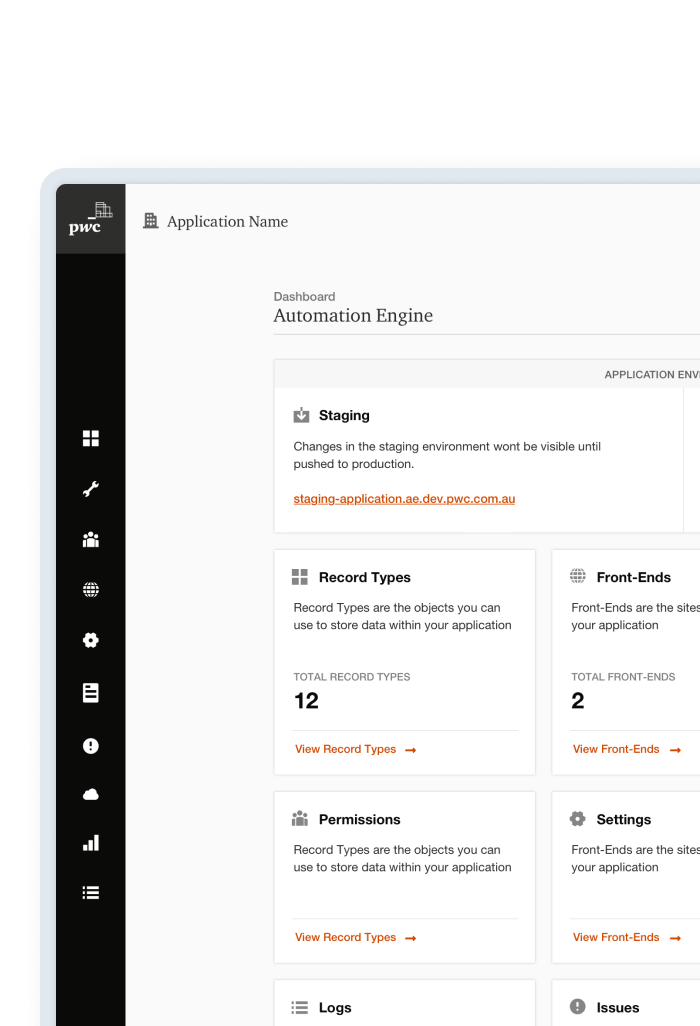 pwc
Application Name
Dashboard
Automation Engine
APPLICATION
Staging
Changes in the staging environment wont be visible until
pushed to production.
staging-application.ae.dev.pwc.com.au
Record Types
Record Types are the objects you can
use to store data within your application
TOTAL RECORD TYPES
12
View Record Types
Front-Ends
Front-Ends are the sites
your application
TOTAL FRONT-ENDS
2
View Front-Ends
Permissions
Record Types are the objects you can
use to store data within your application
View Record Types
Settings
Front-Ends are the sites
your application
View Front-Ends
Logs
Issues